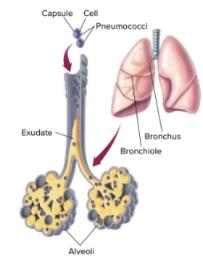 Capsule Cell
Pneumococci
Exudate
Bronchus
Bronchiole
Alveoli